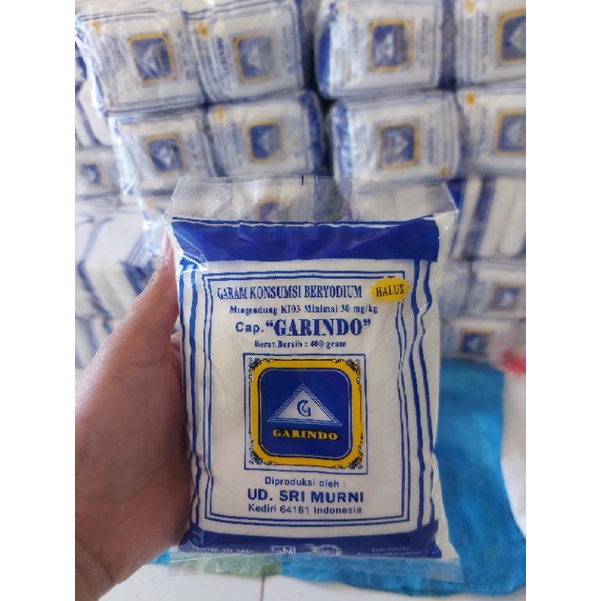 GARAM KONSUMSI BERYODIUM
HALUS
Mengandung KIO3 Minimal 30 mg/kg
Cap. "GARINDO"
Berat Bersih : 400 gram
G
GARINDO
Diproduksi oleh :
UD. SRI MURNI
Kediri 64181 Indonesia
SNI